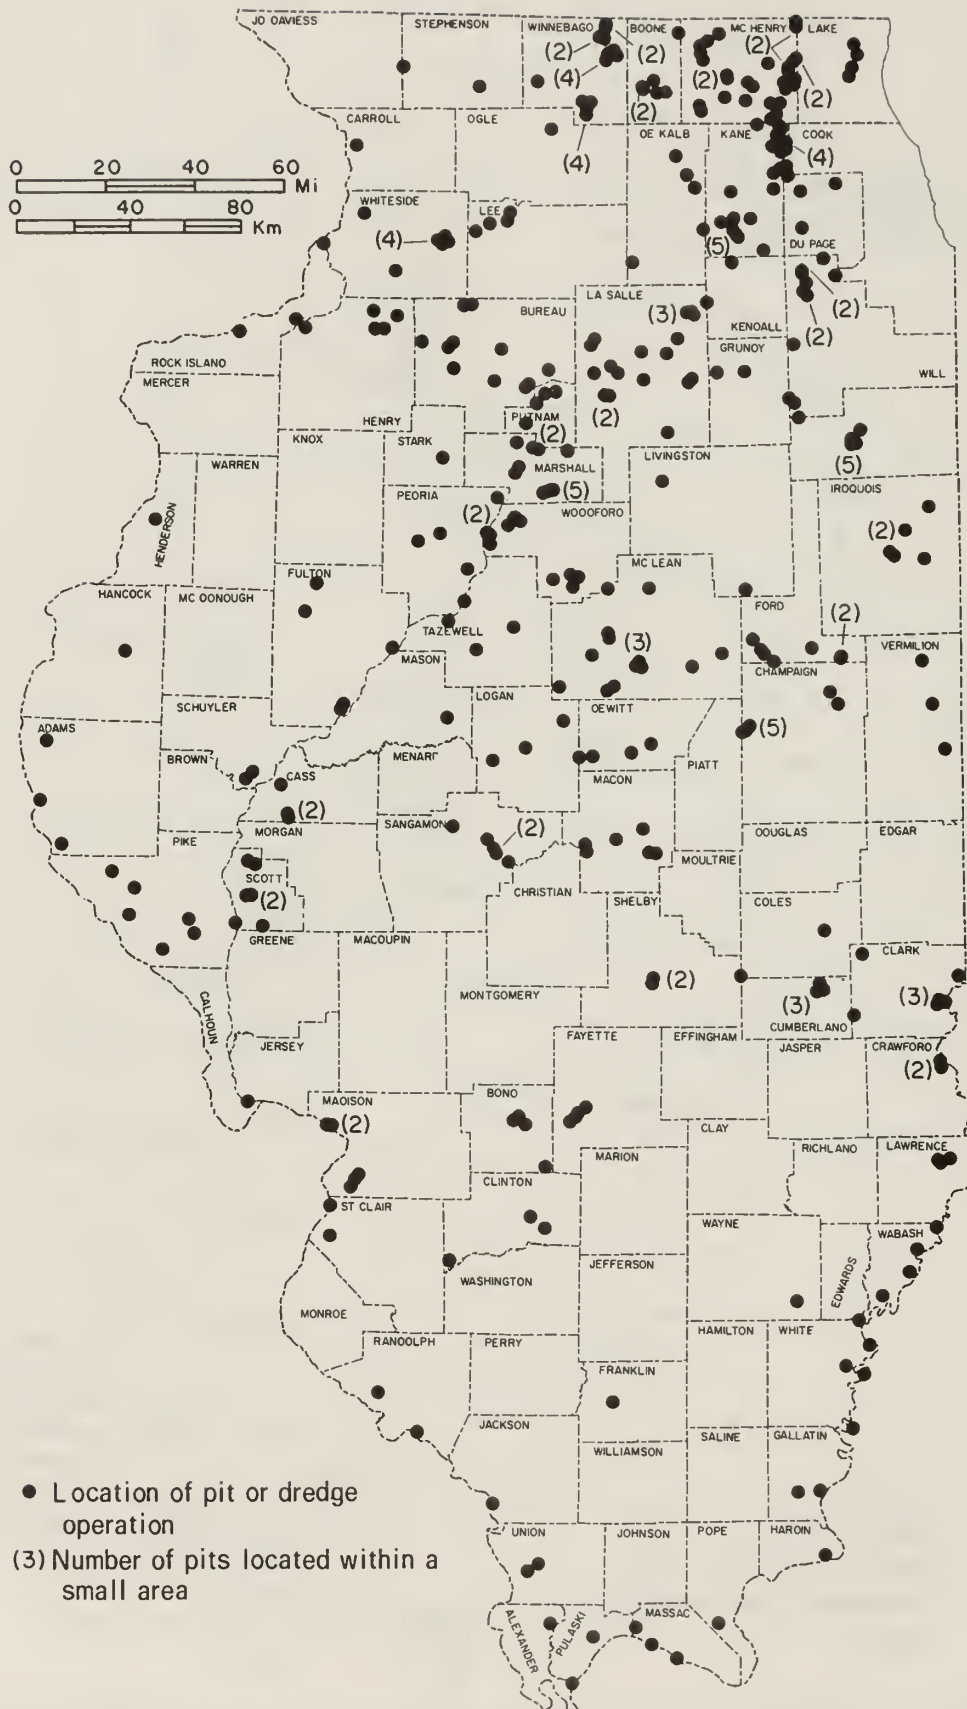 JO DAVIESS
STEPHENSON
WINNEBAGO
BOONE
MC HENRY
LAKE
(2)
(2)
(2)
(2)
(4)
(2)
(2)
(2)
CARROLL
OGLE
DE KALB
KANE
COOK
(4)
(4)
0 20 40 60
Mi
0 40 80
Km
WHITESIDE
LEE
(4)
(5)
DU PAGE
LA SALLE
(2)
BUREAU
(3)
KENDALL
(2)
GRUNDY
ROCK ISLAND
MERCER
WILL
HENRY
PUTNAM
(2)
KNOX
STARK
(2)
LIVINGSTON
WARREN
MARSHALL
(5)
PEORIA
(5)
IROQUOIS
WOOOFORO
(2)
(2)
HENDERSON
MC LEAN
FULTON
HANCOCK
MC OONOUGH
FORD
(2)
TAZEWELL
VERMILION
MASON
(3)
CHAMPAIGN
LOGAN
SCHUYLER
OEWITT
ADAMS
(5)
BROWN
MENARD
PIATT
CASS
MACON
(2)
SANGAMON
(2)
MORGAN
OOUGLAS
EDGAR
PIKE
MOULTRIE
SCOTT
CHRISTIAN
(2)
SHELBY
COLES
GREENE
MACOUPIN
CLARK
(2)
MONTGOMERY
(3)
(3)
CALHOUN
CUMBERLANO
FAYETTE
EFFINGHAM
JASPER
CRAWFORD
JERSEY
(2)
BONO
MAOISON
(2)
CLAY
RICHLANO
LAWRENCE
MARION
CLINTON
ST CLAIR
WAYNE
WABASH
JEFFERSON
EDWARDS
WASHINGTON
MONROE
HAMILTON
WHITE
RANOOLPH
PERRY
FRANKLIN
JACKSON
SALINE
GALLATIN
WILLIAMSON
Location of pit or dredge
operation
UNION
JOHNSON
POPE
HAROIN
(3) Number of pits located within a
small area
ALEXANDER
PULASKI
MASSAC